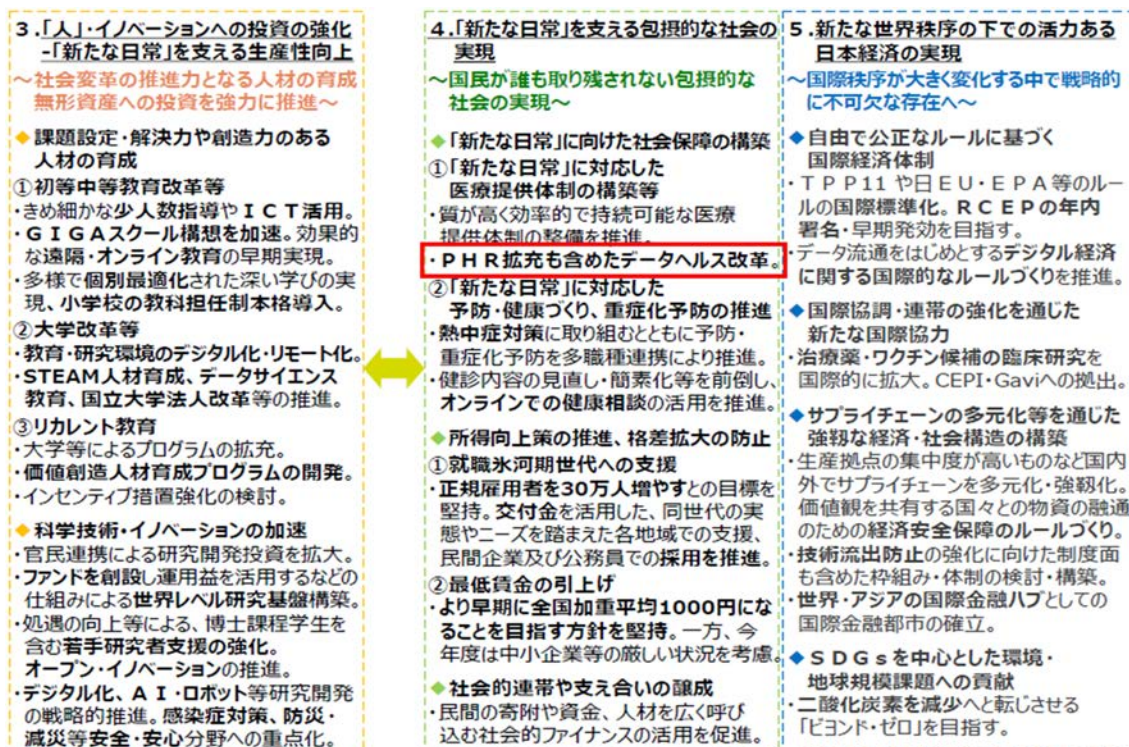 3.「人」・イノベーションへの投資の強化
-「新たな日常」を支える生産性向上
～社会変革の推進力となる人材の育成
無形資産への投資を強力に推進～
◆課題設定・解決力や創造力のある
人材の育成
①初等中等教育改革等
・きめ細かな少人数指導やICT活用。
・GIGAスクール構想を加速。効果的
な遠隔・オンライン教育の早期実現。
・多様で個別最適化された深い学びの実
現、小学校の教科担任制本格導入。
②大学改革等
・教育・研究環境のデジタル化・リモート化。
・STEAM人材育成、データサイエンス
教育、国立大学法人改革等の推進。
③リカレント教育
・大学等によるプログラムの拡充。
・価値創造人材育成プログラムの開発。
・インセンティブ措置強化の検討。
◆科学技術・イノベーションの加速
・官民連携による研究開発投資を拡大。
・ファンドを創設し運用益を活用するなどの
仕組みによる世界レベル研究基盤構築。
・処遇の向上等による、博士課程学生を
含む若手研究者支援の強化。
オープン・イノベーションの推進。
・デジタル化、AI・ロボット等研究開発
の戦略的推進。感染症対策、防災・
減災等安全・安心分野への重点化。
4.「新たな日常」を支える包摂的な社会の
実現
～国民が誰も取り残されない包摂的な
社会の実現～
◆「新たな日常」に向けた社会保障の構築
①「新たな日常」に対応した
医療提供体制の構築等
・質が高く効率的で持続可能な医療
提供体制の整備を推進。
・PHR拡充も含めたデータヘルス改革。
②「新たな日常」に対応した
予防・健康づくり、重症化予防の推進
・熱中症対策に取り組むとともに予防・
重症化予防を多職種連携により推進。
・健診内容の見直し・簡素化等を前倒し、
オンラインでの健康相談の活用を推進。
◆所得向上策の推進、格差拡大の防止
①就職氷河期世代への支援
・正規雇用者を30万人増やすとの目標を
堅持。交付金を活用した、同世代の実
態やニーズを踏まえた各地域での支援、
民間企業及び公務員での採用を推進。
②最低賃金の引上げ
・より早期に全国加重平均1000円にな
ることを目指す方針を堅持。一方、今
年度は中小企業等の厳しい状況を考慮。
◆社会的連帯や支え合いの醸成
・民間の寄附や資金、人材を広く呼び
込む社会的ファイナンスの活用を促進。
5.新たな世界秩序の下での活力ある
日本経済の実現
～国際秩序が大きく変化する中で戦略的
に不可欠な存在へ～
◆自由で公正なルールに基づく
国際経済体制
・TPP11や日EU・EPA等のルー
ルの国際標準化。RCEPの年内
署名・早期発効を目指す。
・データ流通をはじめとするデジタル経済
に関する国際的なルールづくりを推進。
◆国際協調・連帯の強化を通じた
新たな国際協力
・治療薬・ワクチン候補の臨床研究を
国際的に拡大。CEPI・Gaviへの拠出。
◆サプライチェーンの多元化等を通じた
強靱な経済・社会構造の構築
・生産拠点の集中度が高いものなど国内
外でサプライチェーンを多元化・強靱化。
価値観を共有する国々との物資の融通
のための経済安全保障のルールづくり。
・技術流出防止の強化に向けた制度面
も含めた枠組み・体制の検討・構築。
・世界・アジアの国際金融ハブとしての
国際金融都市の確立。
◆SDGsを中心とした環境・
地球規模課題への貢献
・二酸化炭素を減少へと転じさせる
「ビヨンド・ゼロ」を目指す。